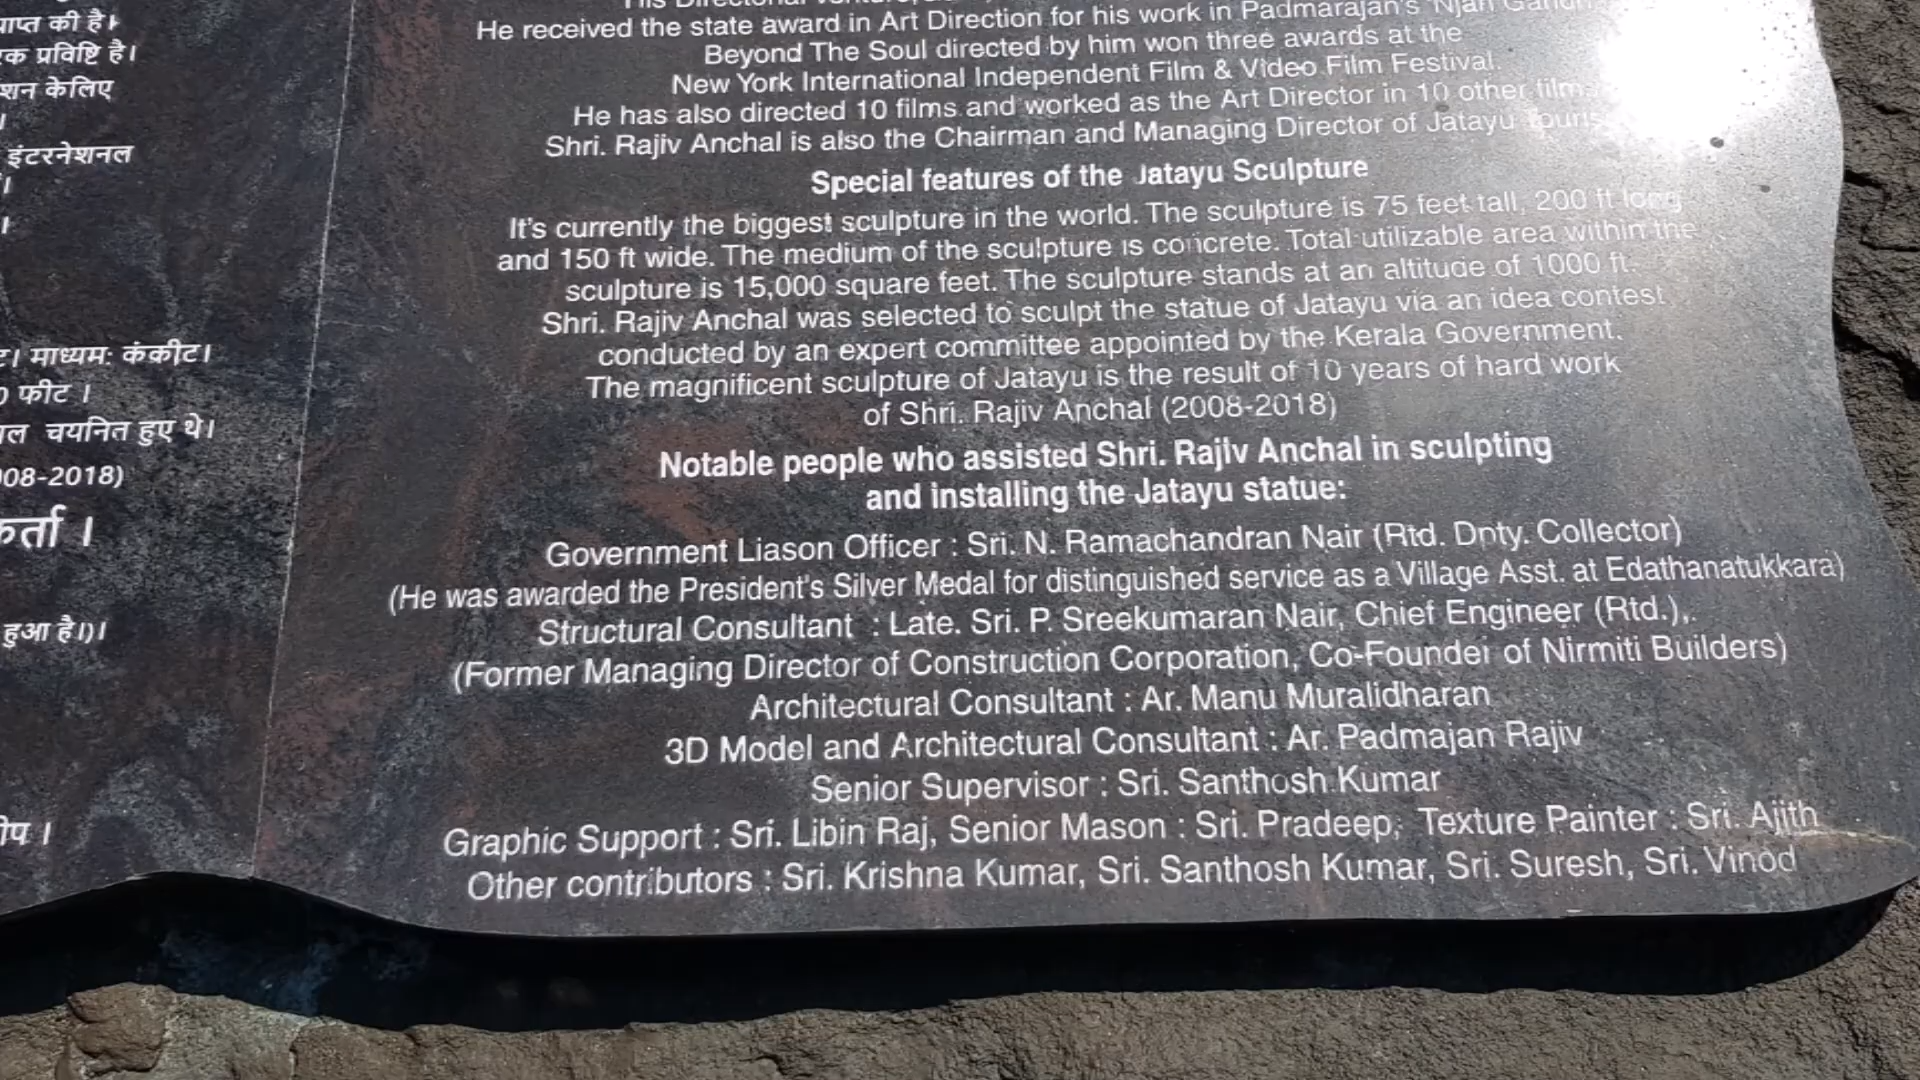 प्राप्त की है।
प्रविष्टि है।
केलिए
इंटरनेशनल
माध्यम: कंकीट।
फीट ।
चयनित हुए थे।
08-2018)
हुआ है।)।
His Directorial
He received the state award in Art Direction for his work in Padmarajan's 'Njan
Beyond The Soul directed by him won three awards at the
New York International Independent Film & Video Film Festival.
He has also directed 10 films and worked as the Art Director in 10 other films
Shri. Rajiv Anchal is also the Chairman and Managing Director of Jatayu
Special features of the Jatayu Sculpture
It's currently the biggest sculpture in the world. The sculpture is 75 feet tall, 200 ft long
and 150 ft wide. The medium of the sculpture is concrete. Total utilizable area within the
sculpture is 15,000 square feet. The sculpture stands at an altitude of 1000 ft.
Shri. Rajiv Anchal was selected to sculpt the statue of Jatayu via an idea contest
conducted by an expert committee appointed by the Kerala Government.
The magnificent sculpture of Jatayu is the result of 10 years of hard work
of Shri. Rajiv Anchal (2008-2018)
Notable people who assisted Shri. Rajiv Anchal in sculpting
and installing the Jatayu statue:
Government Liason Officer : Sri. N. Ramachandran Nair (Rtd. Dpty. Collector)
(He was awarded the President's Silver Medal for distinguished service as a Village Asst. at Edathanatukkara)
Structural Consultant : Late. Sri. P. Sreekumaran Nair, Chief Engineer (Rtd.),.
(Former Managing Director of Construction Corporation, Co-Founder of Nirmiti Builders)
Architectural Consultant : Ar. Manu Muralidharan
3D Model and Architectural Consultant : Ar. Padmajan Rajiv
Senior Supervisor : Sri. Santhosh Kumar
Graphic Support : Sri. Libin Raj, Senior Mason : Sri. Pradeep, Texture Painter : Sri. Ajith
Other contributors : Sri. Krishna Kumar, Sri. Santhosh Kumar, Sri. Suresh, Sri. Vinod